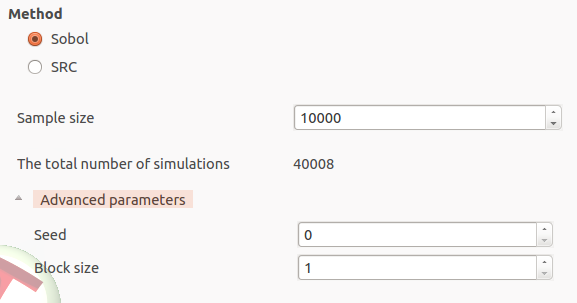 Method
Sobol
SRC
Sample size 10000
The total number of simulations 40008
Advanced parameters
Seed 0
Block size 1